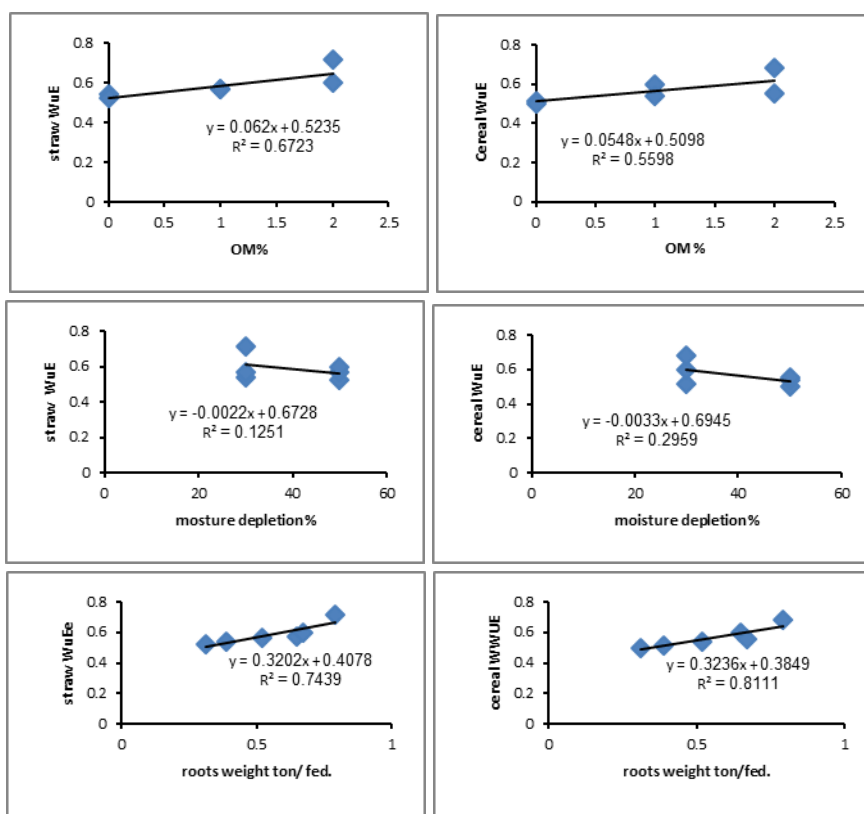 0.8
0.6
0.4
0.2
0
straw WuE
y = 0.062x + 0.5235
R² = 0.6723
0 0.5 1 1.5 2 2.5
OM%
0.8
0.6
0.4
0.2
0
Cereal WuE
y = 0.0548x + 0.5098
R² = 0.5598
0 0.5 1 1.5 2 2.5
OM %
0.8
0.6
0.4
0.2
0
straw WuE
y = -0.0022x + 0.6728
R² = 0.1251
0 20 40 60
mosture depletion %
0.8
0.6
0.4
0.2
0
cereal WuE
y = -0.0033x + 0.6945
R² = 0.2959
0 20 40 60
moisture depletion %
0.8
0.6
0.4
0.2
0
straw WuEe
y = 0.3202x + 0.4078
R² = 0.7439
0 0.5 1
roots weight ton/ fed.
0.8
0.6
0.4
0.2
0
cereal WWUE
y = 0.3236x + 0.3849
R² = 0.8111
0 0.5 1
roots weight ton/fed.